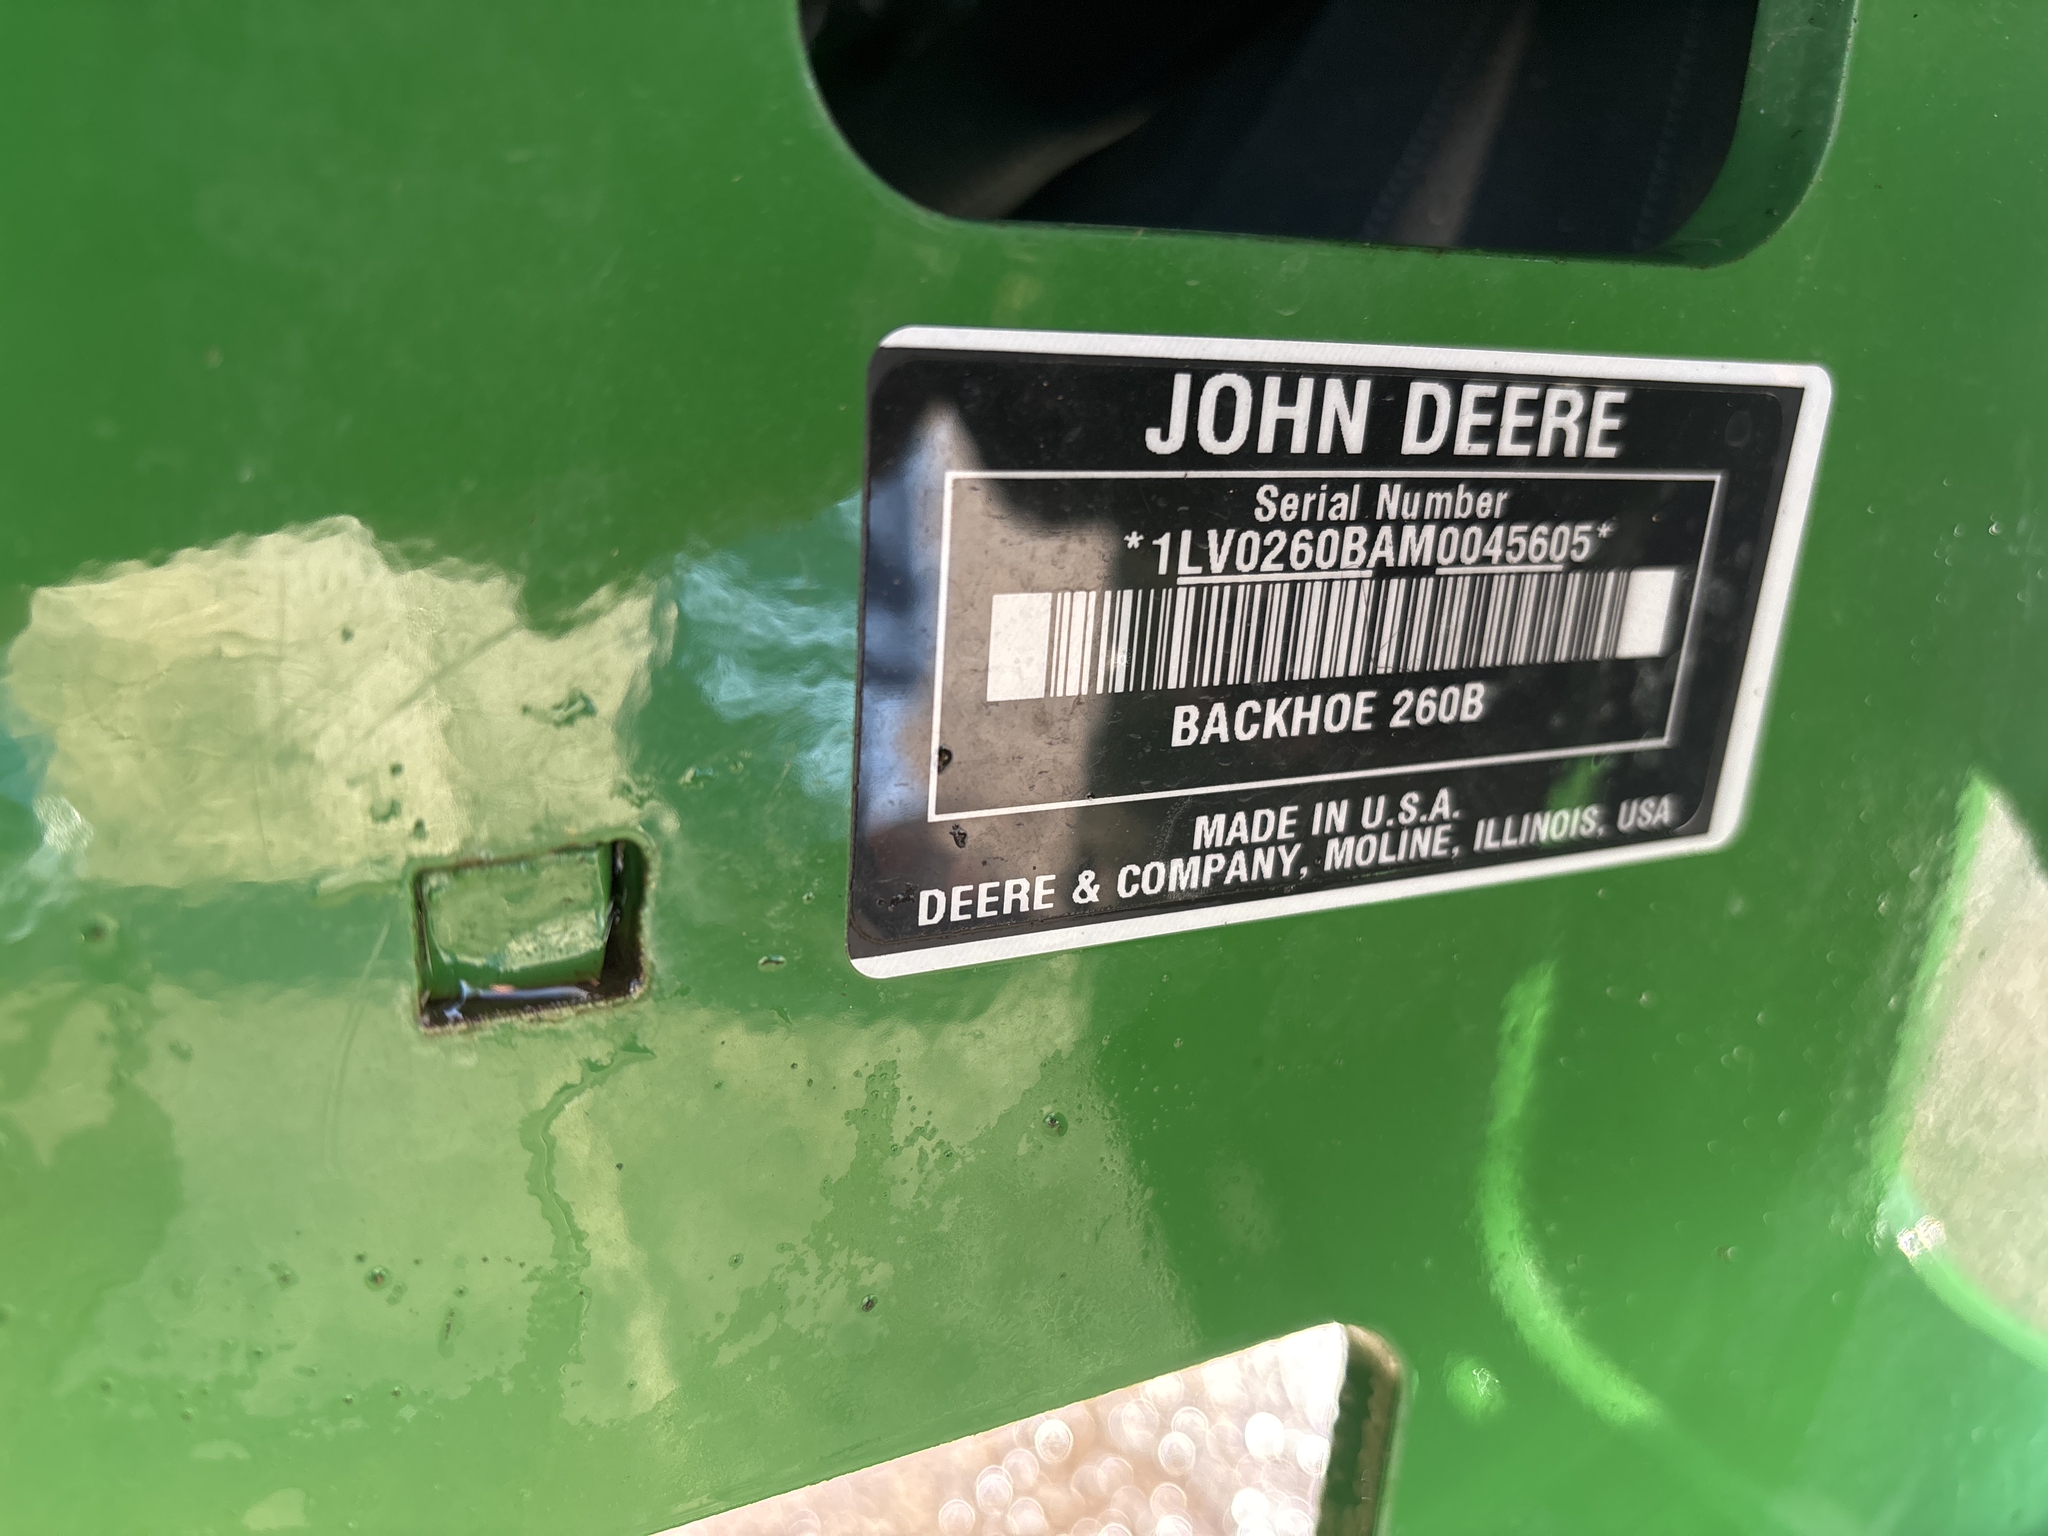 JOHN DEERE
Serial Number
*1LV0260BAM0045605*
BACKHOE 260B
MADE IN U.S.A.
DEERE & COMPANY, MOLINE, ILLINOIS, USA